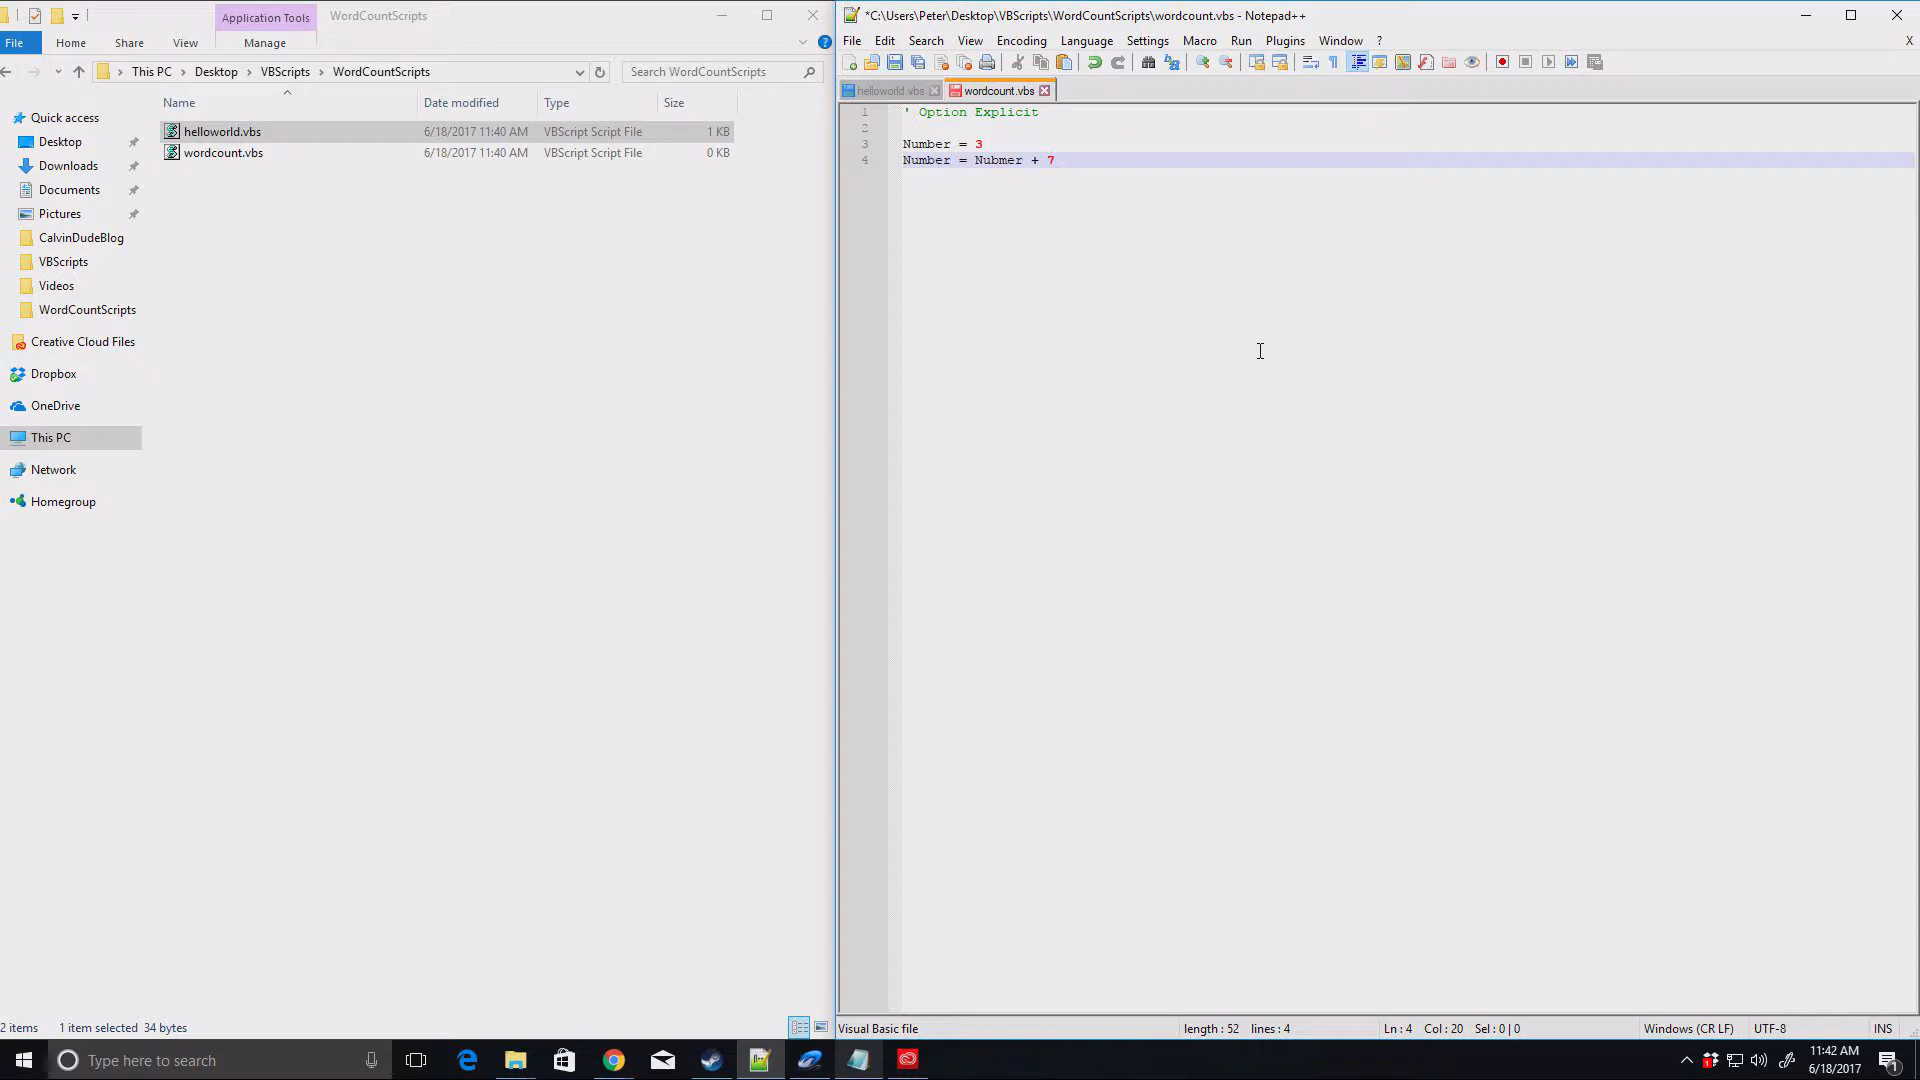 Application Tools
WordCountScripts
File
Home
Share
View
Manage
This PC
Desktop
VBScripts
WordCountScripts
Search WordCountScripts
Name
Date modified
Type
Size
Quick access
Desktop
Downloads
Documents
Pictures
CalvinDudeBlog
VBScripts
Videos
WordCountScripts
Creative Cloud Files
Dropbox
OneDrive
This PC
Network
Homegroup
helloworld.vbs 6/18/2017 11:40 AM VBScript Script File 1 KB
wordcount.vbs 6/18/2017 11:40 AM VBScript Script File 0 KB
2 items 1 item selected 34 bytes
*C:\Users\Peter\Desktop\VBScripts\WordCountScripts\wordcount.vbs - Notepad++
File Edit Search View Encoding Language Settings Macro Run Plugins Window ?
X
helloworld.vbs
wordcount.vbs
1 ' Option Explicit
2
3 Number = 3
4 Number = Nubmer + 7
Visual Basic file
length : 52 lines : 4
Ln : 4 Col : 20 Sel : 0 | 0
Windows (CR LF)
UTF-8
INS
Type here to search
11:42 AM
6/18/2017
1